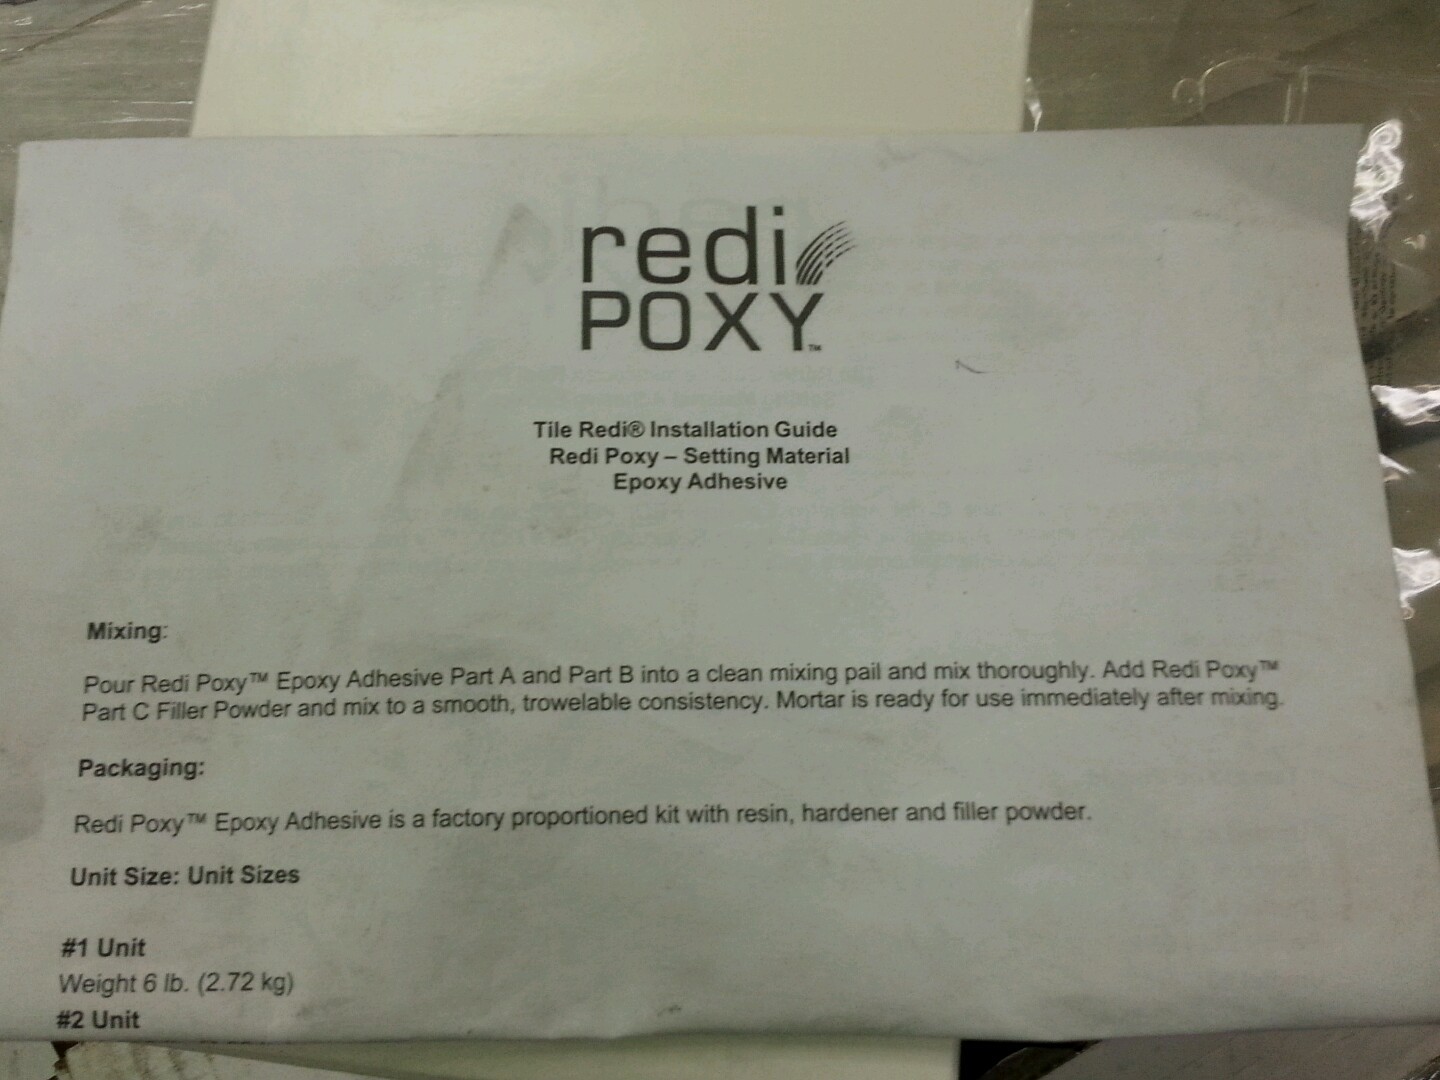 redi
POXY™
Tile Redi® Installation Guide
Redi Poxy – Setting Material
Epoxy Adhesive
Mixing:
Pour Redi Poxy™ Epoxy Adhesive Part A and Part B into a clean mixing pail and mix thoroughly. Add Redi Poxy™
Part C Filler Powder and mix to a smooth, trowelable consistency. Mortar is ready for use immediately after mixing.
Packaging:
Redi Poxy™ Epoxy Adhesive is a factory proportioned kit with resin, hardener and filler powder.
Unit Size: Unit Sizes
#1 Unit
Weight 6 lb. (2.72 kg)
#2 Unit